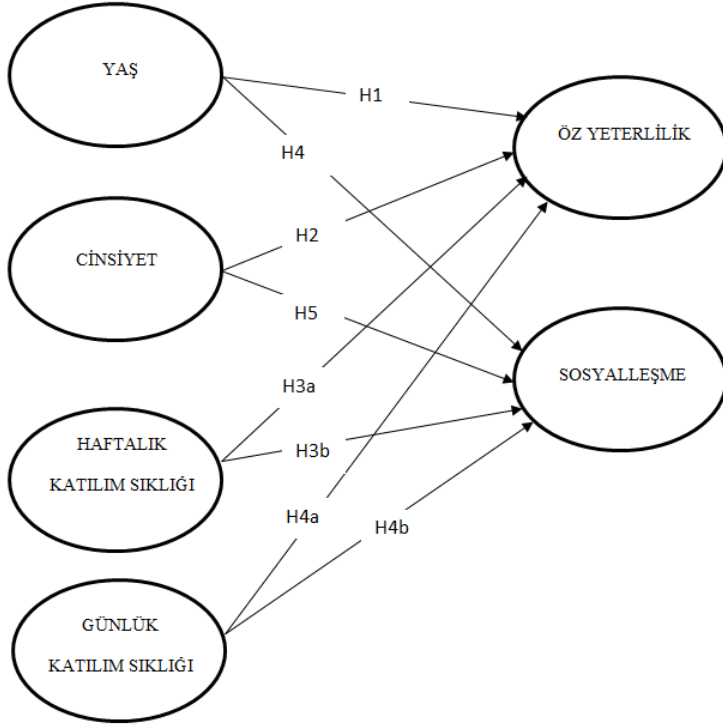 YAŞ
H1
ÖZ YETERLİLİK
H4
H2
CİNSİYET
H5
SOSYALLEŞME
H3a
HAFTALIK
KATILIM SIKLIĞI
H3b
H4a
H4b
GÜNLÜK
KATILIM SIKLIĞI